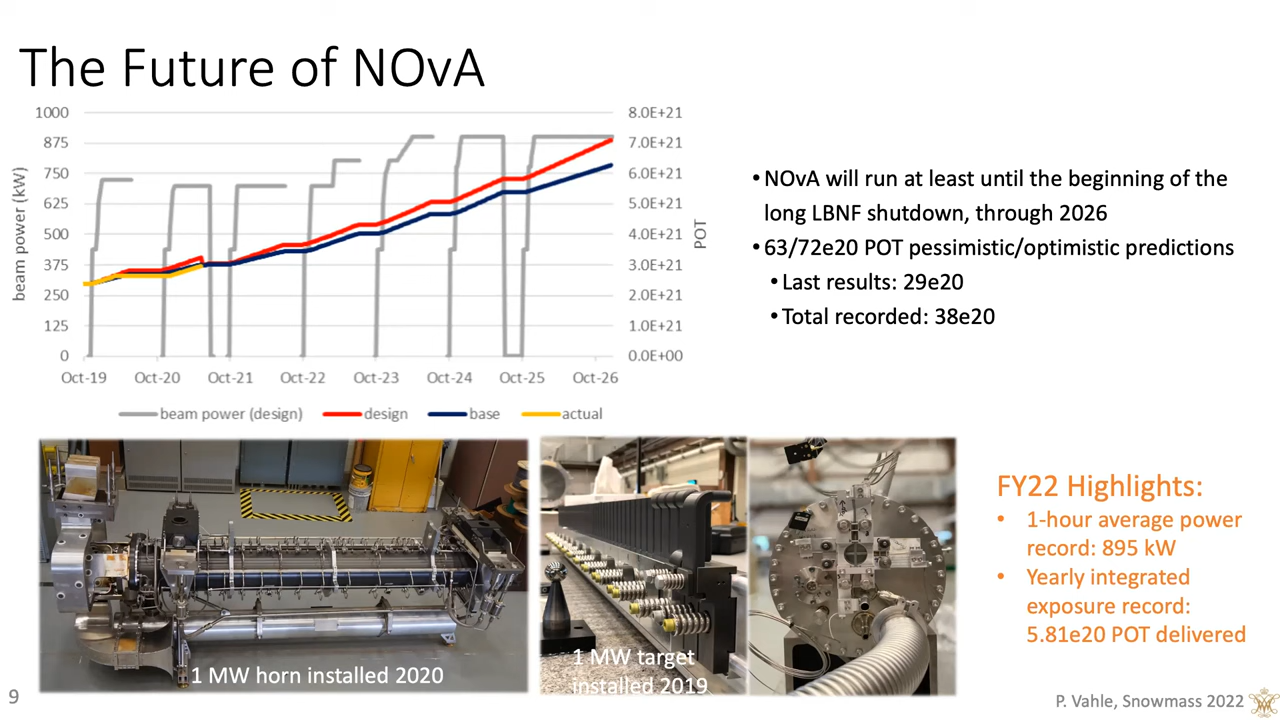 The Future of NOvA
1000
875
750
625
500
375
250
125
0
beam power (kW)
8.0E+21
7.0E+21
6.0E+21
5.0E+21
4.0E+21
3.0E+21
2.0E+21
1.0E+21
0.0E+00
POT
Oct-19 Oct-20 Oct-21 Oct-22 Oct-23 Oct-24 Oct-25 Oct-26
beam power (design) design base actual
•NOvA will run at least until the beginning of the
long LBNF shutdown, through 2026
•63/72e20 POT pessimistic/optimistic predictions
•Last results: 29e20
•Total recorded: 38e20
1 MW horn installed 2020
1 MW target
installed 2019
FY22 Highlights:
• 1-hour average power
record: 895 kW
• Yearly integrated
exposure record:
5.81e20 POT delivered
9
P. Vahle, Snowmass 2022